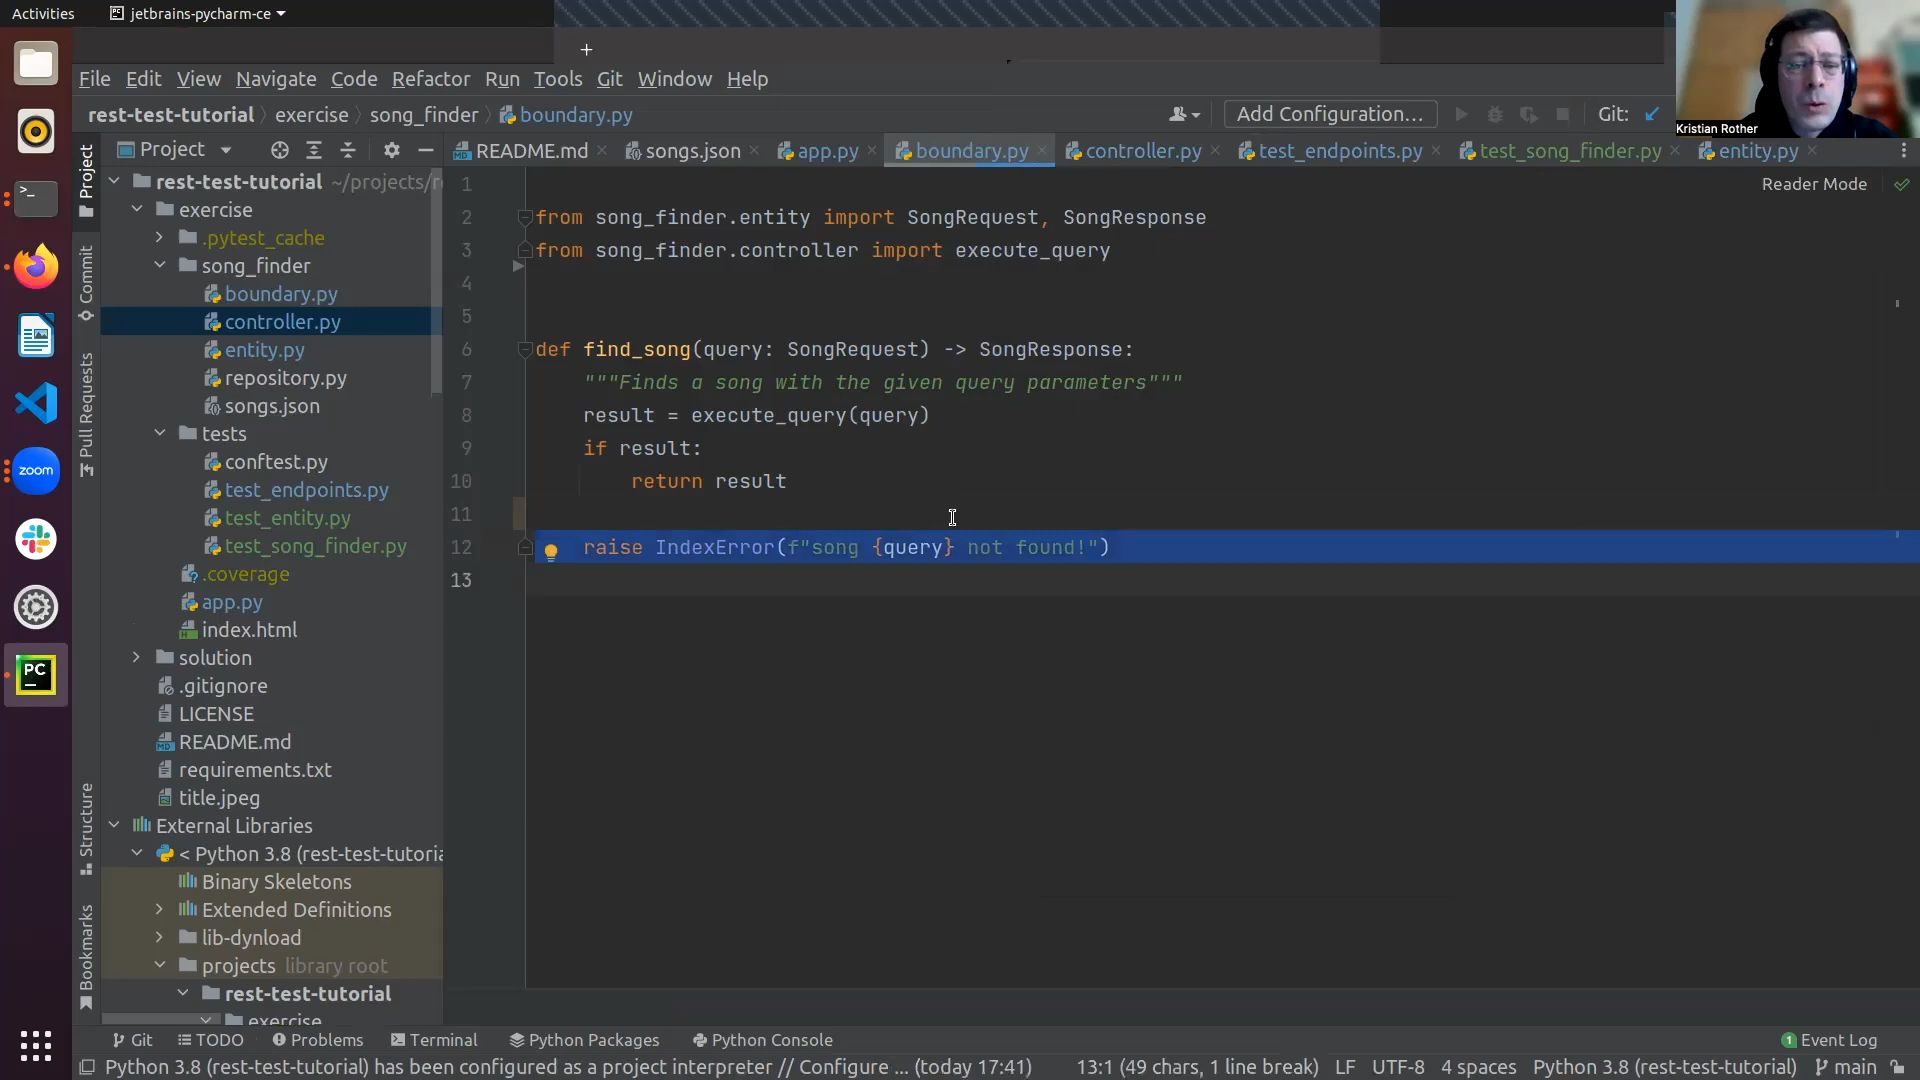 Activities
jetbrains-pycharm-ce
File Edit View Navigate Code Refactor Run Tools Git Window Help
rest-test-tutorial exercise song_finder boundary.py
Add Configuration... Git:
Kristian Rother
Project
README.md songs.json app.py boundary.py controller.py test_endpoints.py test_song_finder.py entity.py
Reader Mode
Project
Commit
Pull Requests
Structure
Bookmarks
rest-test-tutorial ~/projects/r
exercise
.pytest_cache
song_finder
boundary.py
controller.py
entity.py
repository.py
songs.json
tests
conftest.py
test_endpoints.py
test_entity.py
test_song_finder.py
.coverage
app.py
index.html
solution
.gitignore
LICENSE
README.md
requirements.txt
title.jpeg
External Libraries
< Python 3.8 (rest-test-tutoria
Binary Skeletons
Extended Definitions
lib-dynload
projects library root
rest-test-tutorial
exercise
1
2 from song_finder.entity import SongRequest, SongResponse
3 from song_finder.controller import execute_query
4
5
6 def find_song(query: SongRequest) -> SongResponse:
7 """Finds a song with the given query parameters"""
8 result = execute_query(query)
9 if result:
10 return result
11
12 raise IndexError(f"song {query} not found!")
13
zoom
PC
Git TODO Problems Terminal Python Packages Python Console
1 Event Log
Python 3.8 (rest-test-tutorial) has been configured as a project interpreter // Configure ... (today 17:41)
13:1 (49 chars, 1 line break) LF UTF-8 4 spaces Python 3.8 (rest-test-tutorial) main